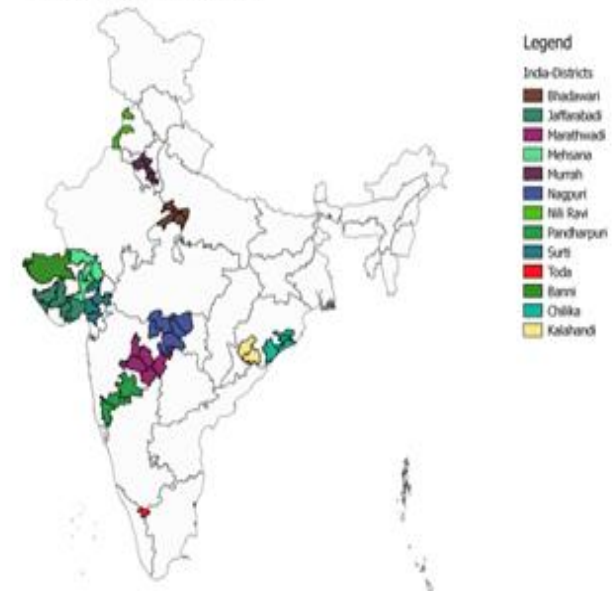 Legend
India-Districts
Bhadawari
Jaffarabadi
Marathwadi
Mehsana
Murrah
Nagpuri
Nili Ravi
Pandharpuri
Surti
Toda
Banni
Chilika
Kalahandi